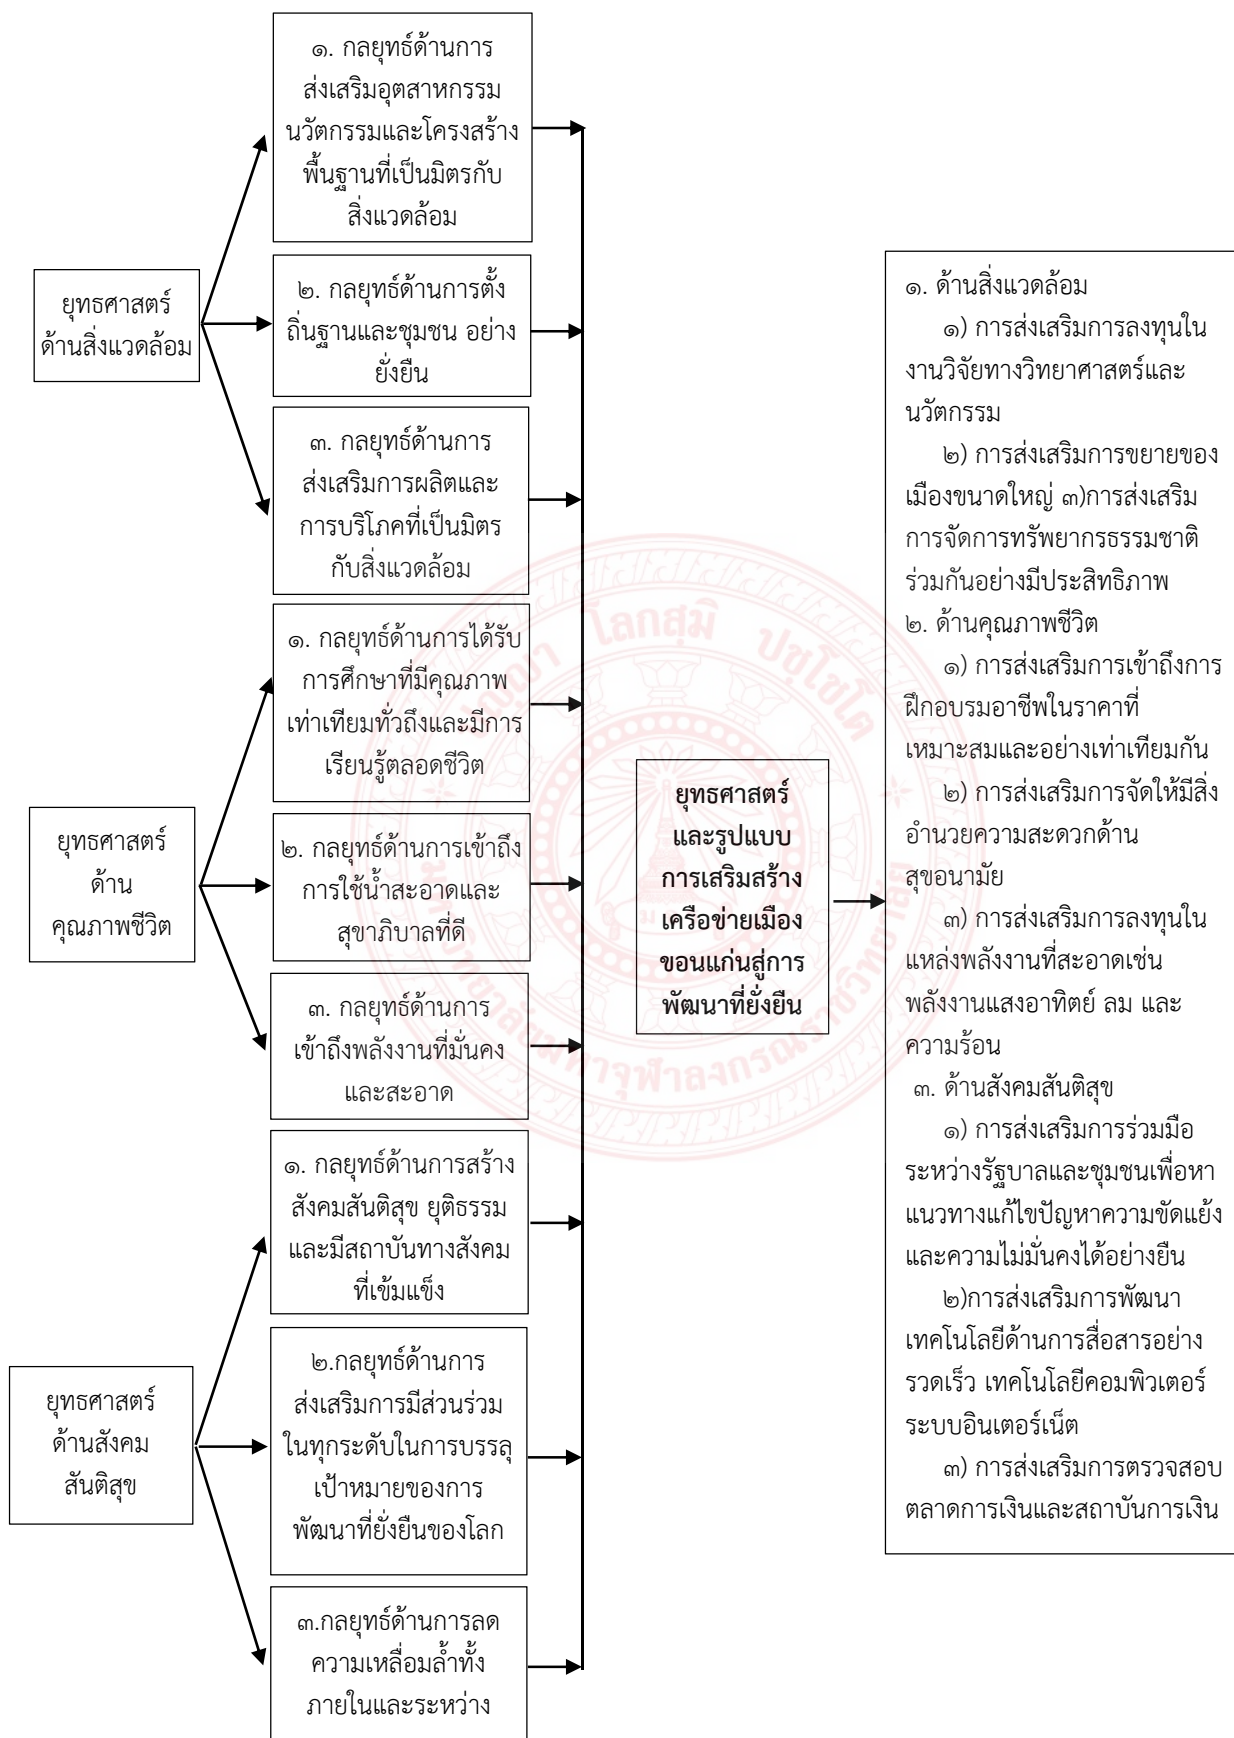 ๑. กลยุทธ์ด้านการ
ส่งเสริมอุตสาหกรรม
นวัตกรรมและโครงสร้าง
พื้นฐานที่เป็นมิตรกับ
สิ่งแวดล้อม
ยุทธศาสตร์
ด้านสิ่งแวดล้อม
๒. กลยุทธ์ด้านการตั้ง
ถิ่นฐานและชุมชน อย่าง
ยั่งยืน
๓. กลยุทธ์ด้านการ
ส่งเสริมการผลิตและ
การบริโภคที่เป็นมิตร
กับสิ่งแวดล้อม
๑. กลยุทธ์ด้านการได้รับ
การศึกษาที่มีคุณภาพ
เท่าเทียมทั่วถึงและมีการ
เรียนรู้ตลอดชีวิต
ยุทธศาสตร์
ด้าน
คุณภาพชีวิต
๒. กลยุทธ์ด้านการเข้าถึง
การใช้น้ำสะอาดและ
สุขาภิบาลที่ดี
๓. กลยุทธ์ด้านการ
เข้าถึงพลังงานที่มั่นคง
และสะอาด
๑. กลยุทธ์ด้านการสร้าง
สังคมสันติสุข ยุติธรรม
และมีสถาบันทางสังคม
ที่เข้มแข็ง
ยุทธศาสตร์
ด้านสังคม
สันติสุข
๒.กลยุทธ์ด้านการ
ส่งเสริมการมีส่วนร่วม
ในทุกระดับในการบรรลุ
เป้าหมายของการ
พัฒนาที่ยั่งยืนของโลก
๓.กลยุทธ์ด้านการลด
ความเหลื่อมล้ำทั้ง
ภายในและระหว่าง
ยุทธศาสตร์
และรูปแบบ
การเสริมสร้าง
เครือข่ายเมือง
ขอนแก่นสู่การ
พัฒนาที่ยั่งยืน
๑. ด้านสิ่งแวดล้อม
๑) การส่งเสริมการลงทุนใน
งานวิจัยทางวิทยาศาสตร์และ
นวัตกรรม
๒) การส่งเสริมการขยายของ
เมืองขนาดใหญ่ ๓)การส่งเสริม
การจัดการทรัพยากรธรรมชาติ
ร่วมกันอย่างมีประสิทธิภาพ
๒. ด้านคุณภาพชีวิต
๑) การส่งเสริมการเข้าถึงการ
ฝึกอบรมอาชีพในราคาที่
เหมาะสมและอย่างเท่าเทียมกัน
๒) การส่งเสริมการจัดให้มีสิ่ง
อำนวยความสะดวกด้าน
สุขอนามัย
๓) การส่งเสริมการลงทุนใน
แหล่งพลังงานที่สะอาดเช่น
พลังงานแสงอาทิตย์ ลม และ
ความร้อน
๓. ด้านสังคมสันติสุข
๑) การส่งเสริมการร่วมมือ
ระหว่างรัฐบาลและชุมชนเพื่อหา
แนวทางแก้ไขปัญหาความขัดแย้ง
และความไม่มั่นคงได้อย่างยืน
๒)การส่งเสริมการพัฒนา
เทคโนโลยีด้านการสื่อสารอย่าง
รวดเร็ว เทคโนโลยีคอมพิวเตอร์
ระบบอินเตอร์เน็ต
๓) การส่งเสริมการตรวจสอบ
ตลาดการเงินและสถาบันการเงิน
ปญฺญา โลกสฺมิ ปชฺโชโต
มหาวิทยาลัยมหาจุฬาลงกรณราชวิทยาลัย